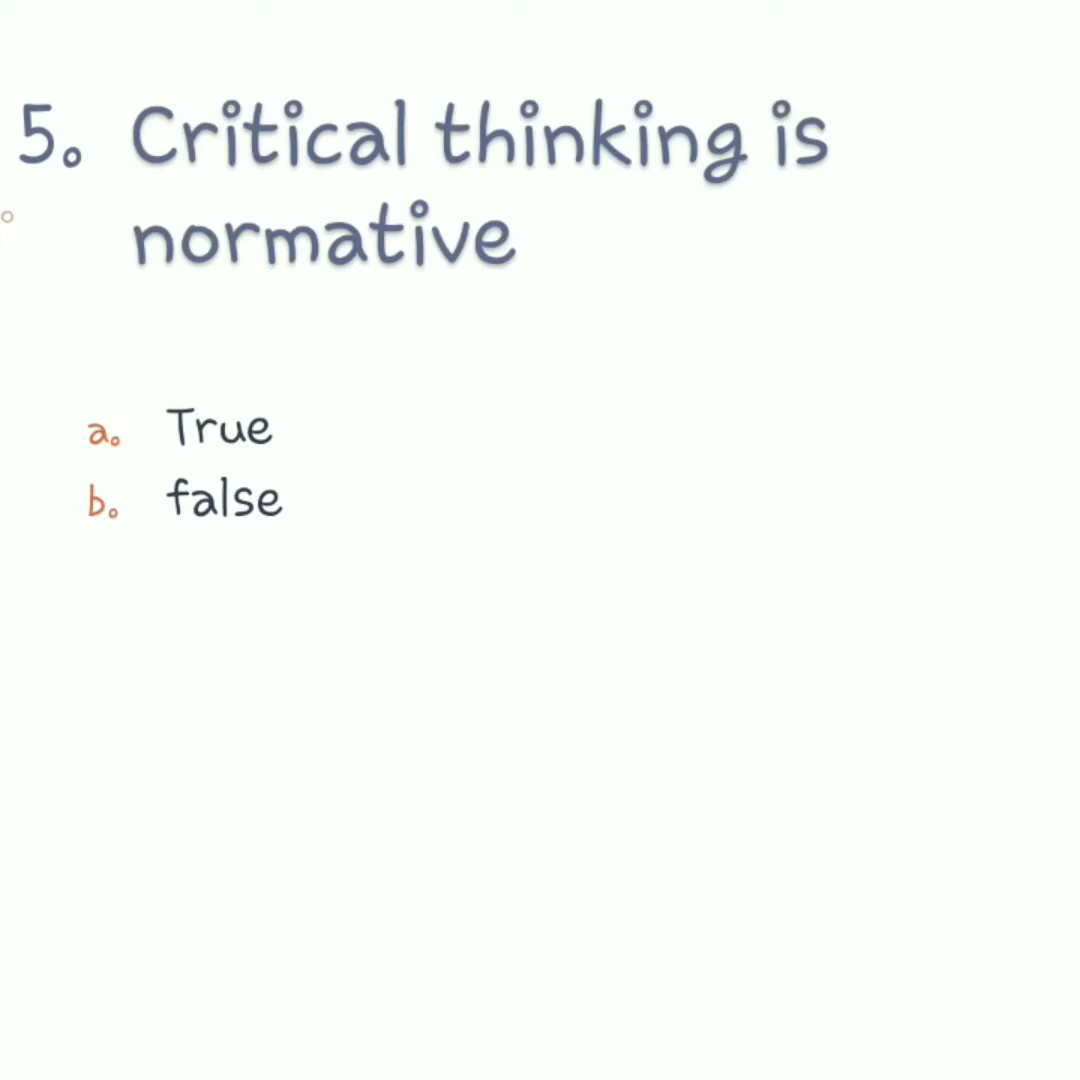 5. Critical thinking is
normative
a. True
b. false